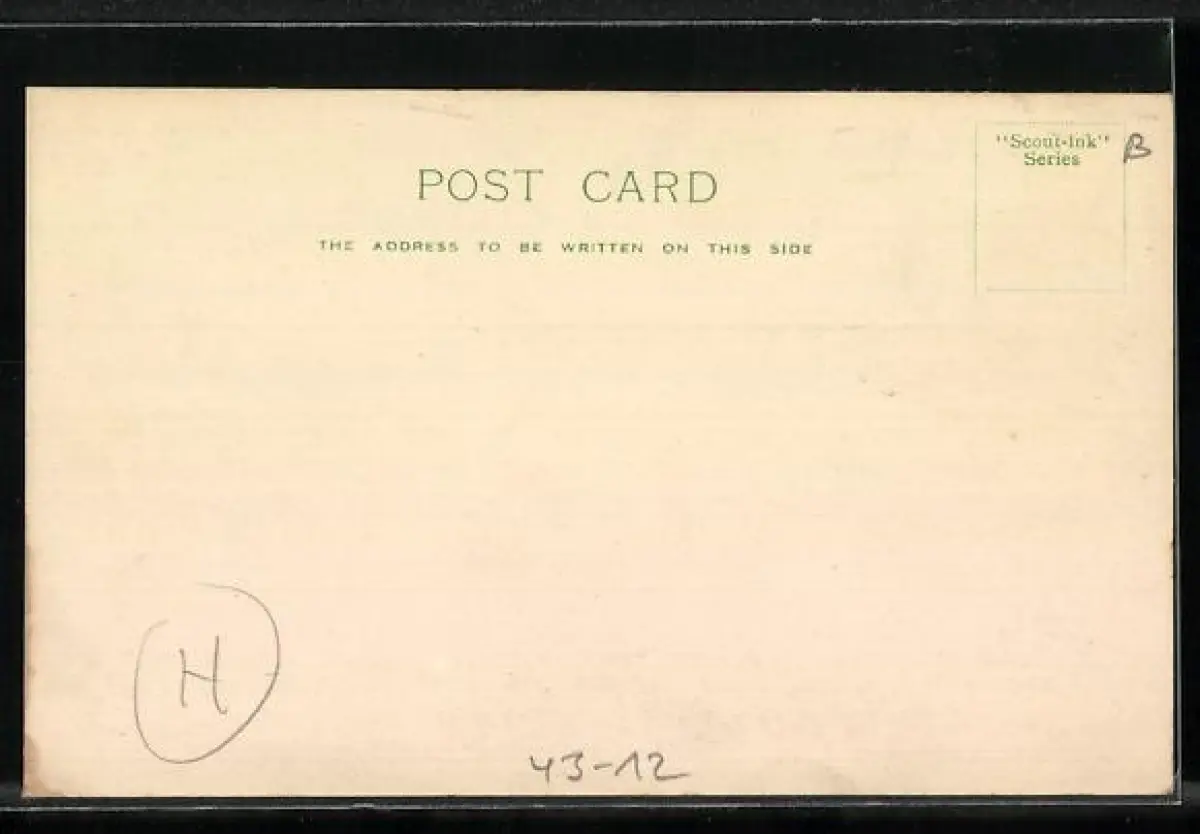 "Scout-Ink" B
Series
POST CARD
THE ADDRESS TO BE WRITTEN ON THIS SIDE
H
43-12